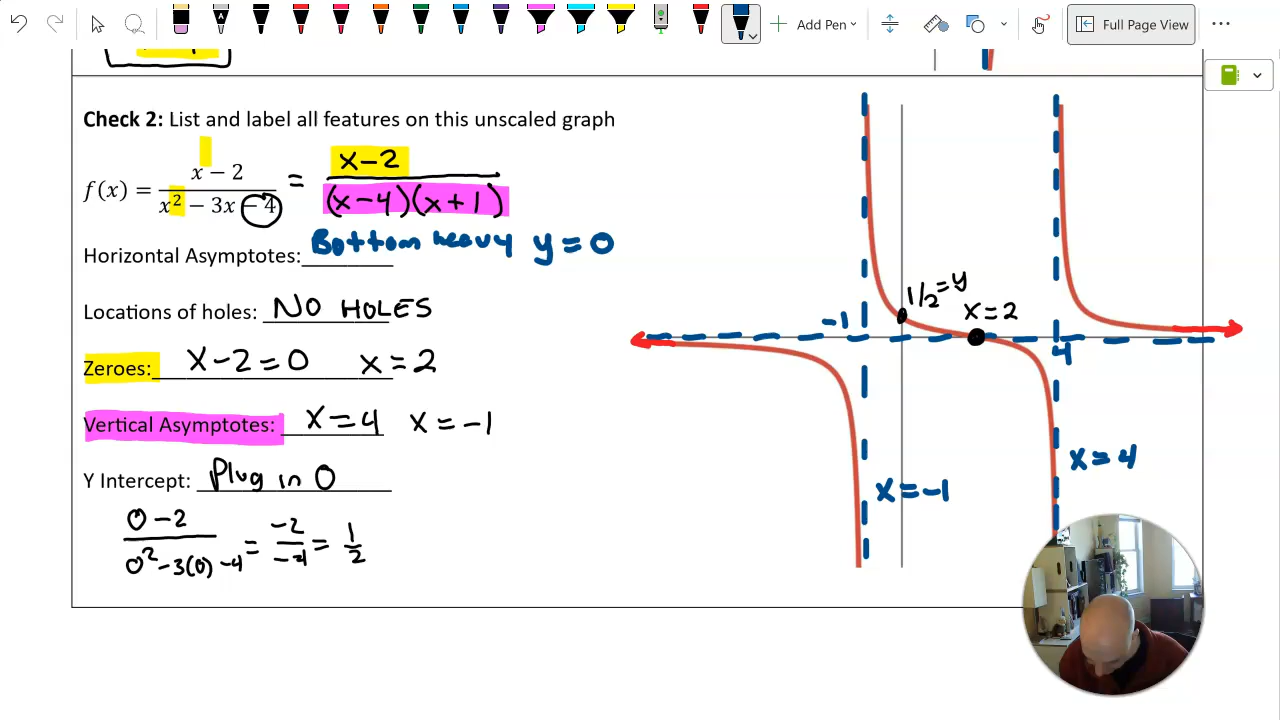 Add Pen
Full Page View
Check 2: List and label all features on this unscaled graph
f(x) = x − 2 / x² − 3x − 4 = x−2 / (x−4)(x+1)
Horizontal Asymptotes: Bottom heavy y = 0
Locations of holes: NO HOLES
Zeroes: x−2=0 x=2
Vertical Asymptotes: x=4 x=−1
Y Intercept: Plug in 0
0−2 / 0²−3(0)−4 = −2 / −4 = 1 / 2
1/2=y
x=2
−1
4
x=4
x=−1